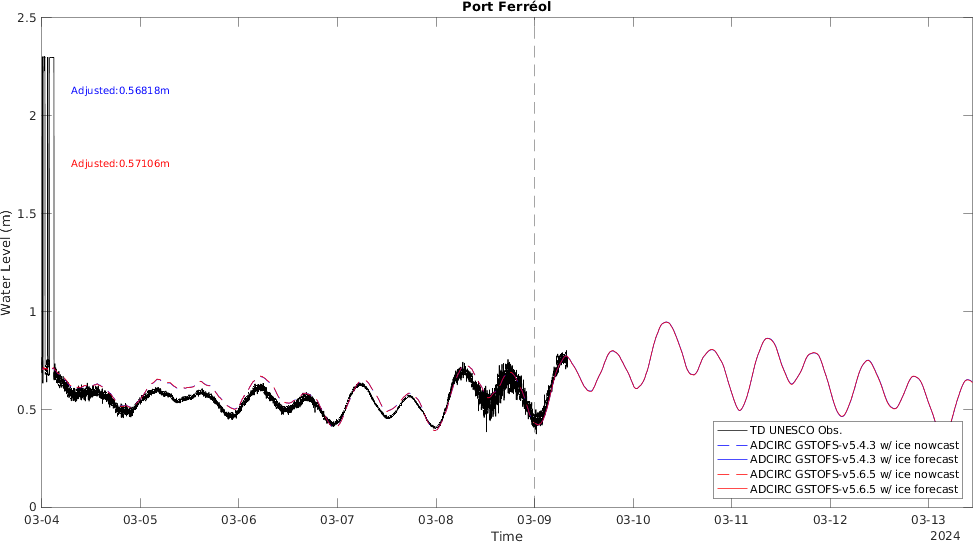 Port Ferréol
2.5
2
1.5
1
0.5
0
Water Level (m)
Adjusted:0.56818m
Adjusted:0.57106m
TD UNESCO Obs.
ADCIRC GSTOFS-v5.4.3 w/ ice nowcast
ADCIRC GSTOFS-v5.4.3 w/ ice forecast
ADCIRC GSTOFS-v5.6.5 w/ ice nowcast
ADCIRC GSTOFS-v5.6.5 w/ ice forecast
03-04 03-05 03-06 03-07 03-08 03-09 03-10 03-11 03-12 03-13
Time
2024